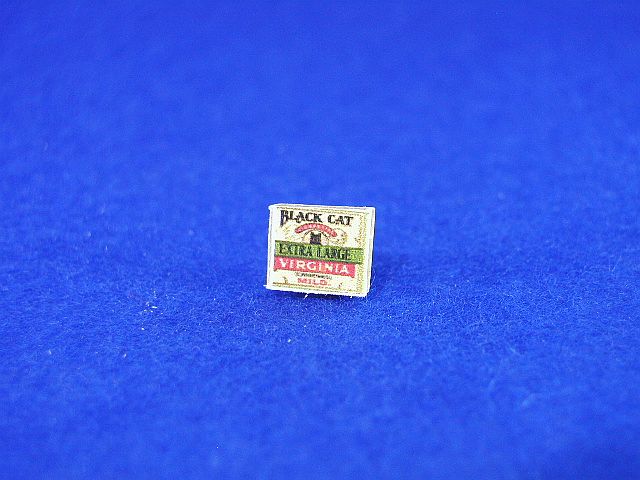 BLACK CAT
EXTRA LARGE
VIRGINIA
MILD